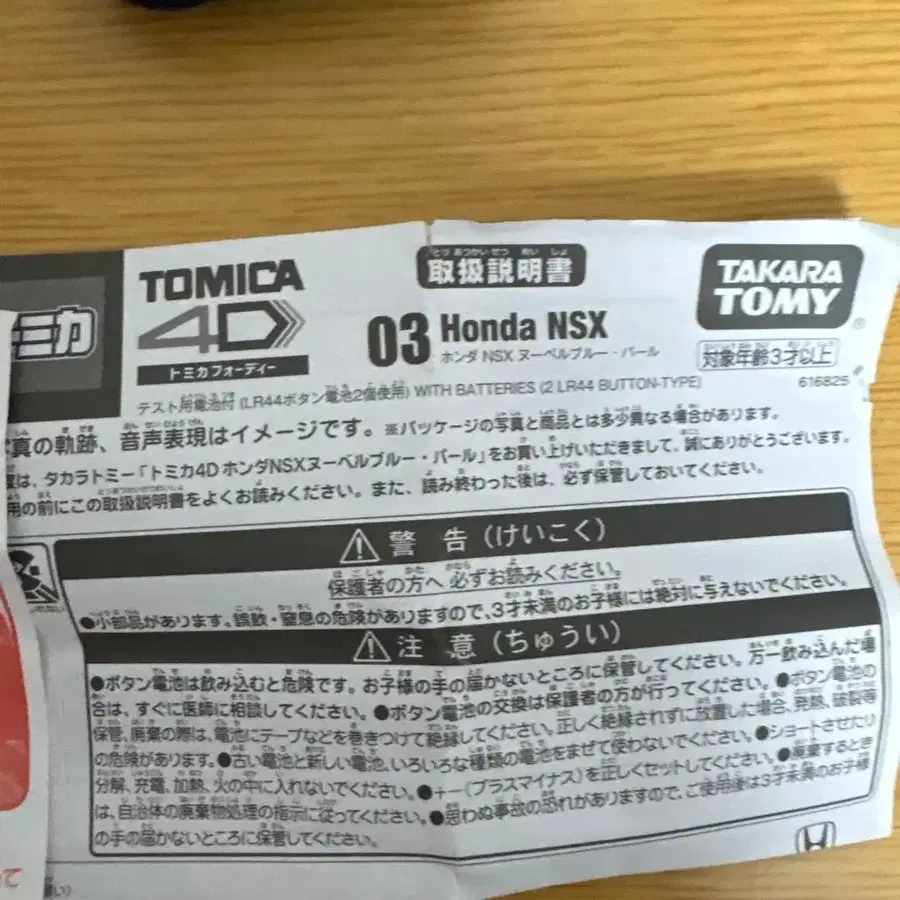 トミカ
TOMICA
4D
トミカフォーディー
取扱説明書
TAKARA TOMY
03 Honda NSX
ホンダ NSX ヌーベルブルー・パール
対象年齢3才以上
テスト用電池付 (LR44ボタン電池2個使用) WITH BATTERIES (2 LR44 BUTTON-TYPE)
616825
写真の軌跡、音声表現はイメージです。※パッケージの写真と商品とは多少異なる場合があります。
度は、タカラトミー「トミカ4D ホンダNSXヌーベルブルー・パール」をお買い上げいただきまして、誠にありがとうございます。
用の前にこの取扱説明書をよくお読みください。また、読み終わった後は、必ず保管しておいてください。
警 告 (けいこく)
保護者の方へ 必ずお読みください。
●小部品があります。誤飲・窒息の危険がありますので、3才未満のお子様には絶対に与えないでください。
注 意 (ちゅうい)
●ボタン電池は飲み込むと危険です。お子様の手の届かないところに保管してください。万一飲み込んだ場
合は、すぐに医師に相談してください。●ボタン電池の交換は保護者の方が行ってください。●ボタン電池の
保管、廃棄の際は、電池にテープなどを巻きつけて絶縁してください。正しく絶縁されずに放置した場合、発熱、破裂等
の危険があります。●古い電池と新しい電池、いろいろな種類の電池をまぜて使わないでください。●ショートさせたり
分解、充電、加熱、火の中に入れないでください。●+−(プラスマイナス)を正しくセットしてください。●廃棄するとき
は、自治体の廃棄物処理の指示に従ってください。●思わぬ事故の恐れがありますので、ご使用後は3才未満のお子様
の手の届かないところに保管してください。